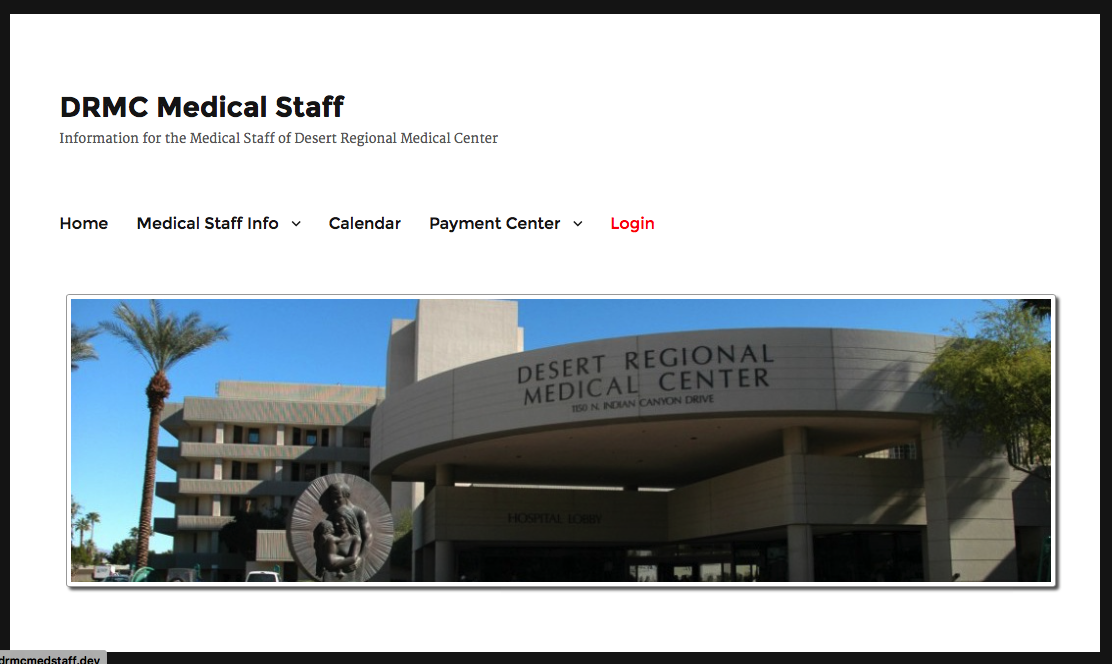 DRMC Medical Staff
Information for the Medical Staff of Desert Regional Medical Center
Home Medical Staff Info Calendar Payment Center Login
DESERT REGIONAL
MEDICAL CENTER
1150 N. INDIAN CANYON DRIVE
HOSPITAL LOBBY
drmcmedstaff.dev